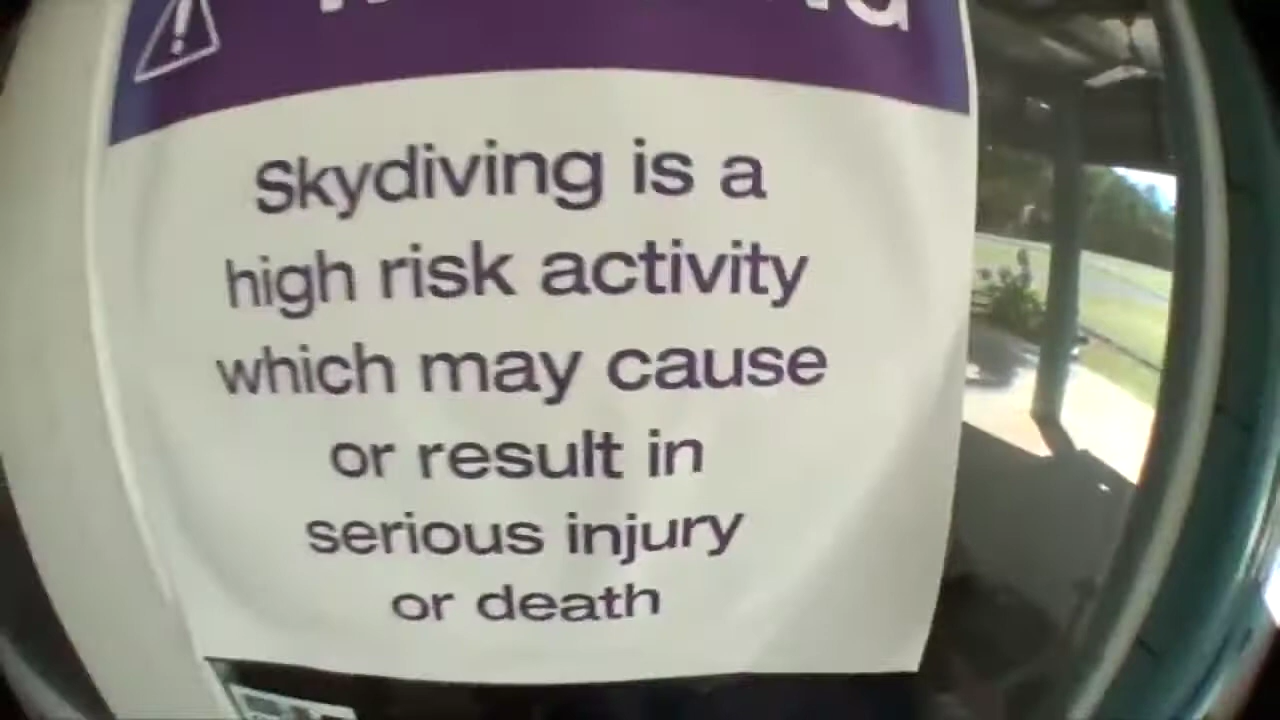 Skydiving is a
high risk activity
which may cause
or result in
serious injury
or death